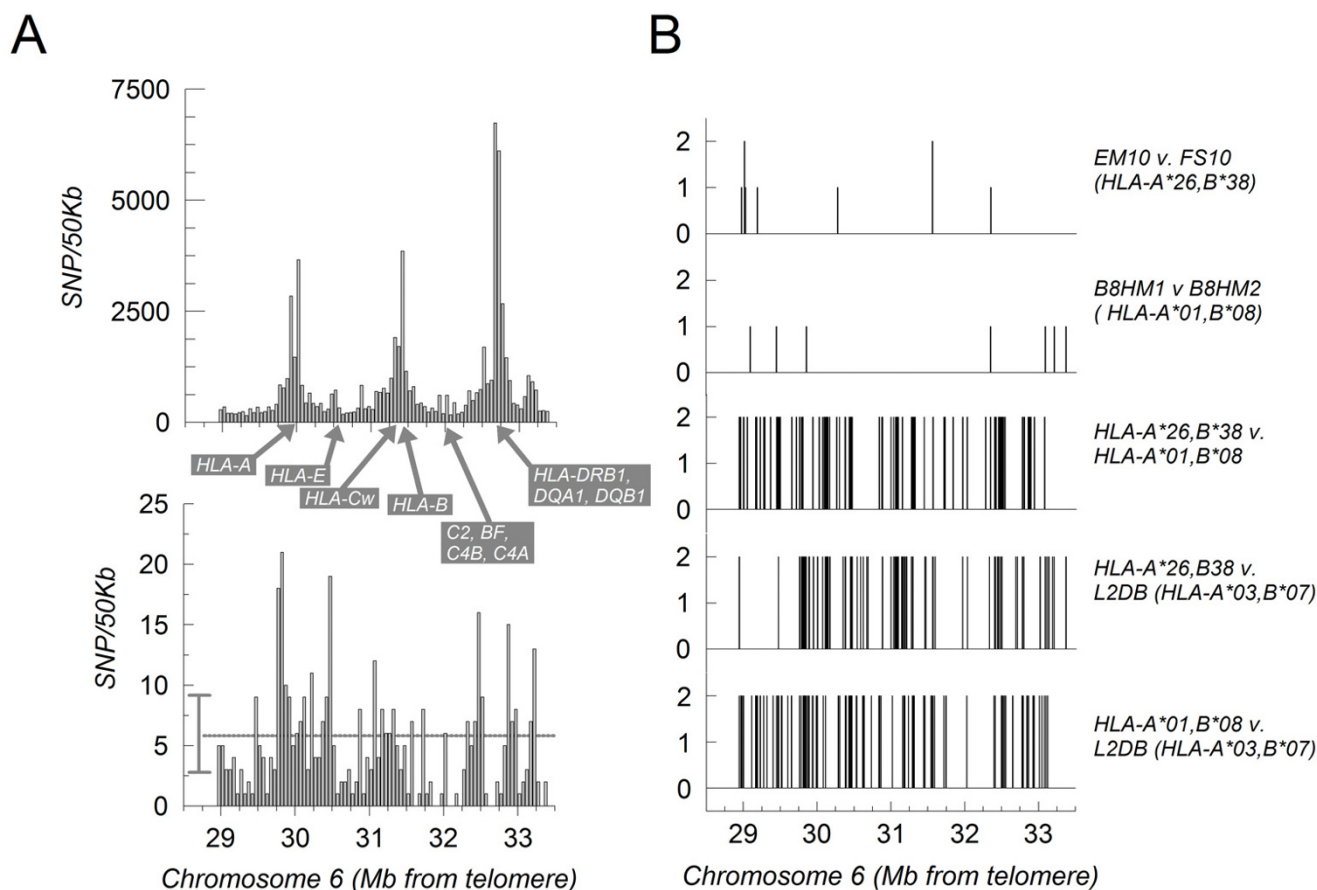 A
7500
5000
2500
0
SNP/50Kb
HLA-A
HLA-E
HLA-Cw
HLA-B
C2, BF,
C4B, C4A
HLA-DRB1,
DQA1, DQB1
25
20
15
10
5
0
SNP/50Kb
29 30 31 32 33
Chromosome 6 (Mb from telomere)
B
2
1
0
EM10 v. FS10
(HLA-A*26,B*38)
2
1
0
B8HM1 v B8HM2
( HLA-A*01,B*08)
2
1
0
HLA-A*26,B*38 v.
HLA-A*01,B*08
2
1
0
HLA-A*26,B38 v.
L2DB (HLA-A*03,B*07)
2
1
0
HLA-A*01,B*08 v.
L2DB (HLA-A*03,B*07)
29 30 31 32 33
Chromosome 6 (Mb from telomere)